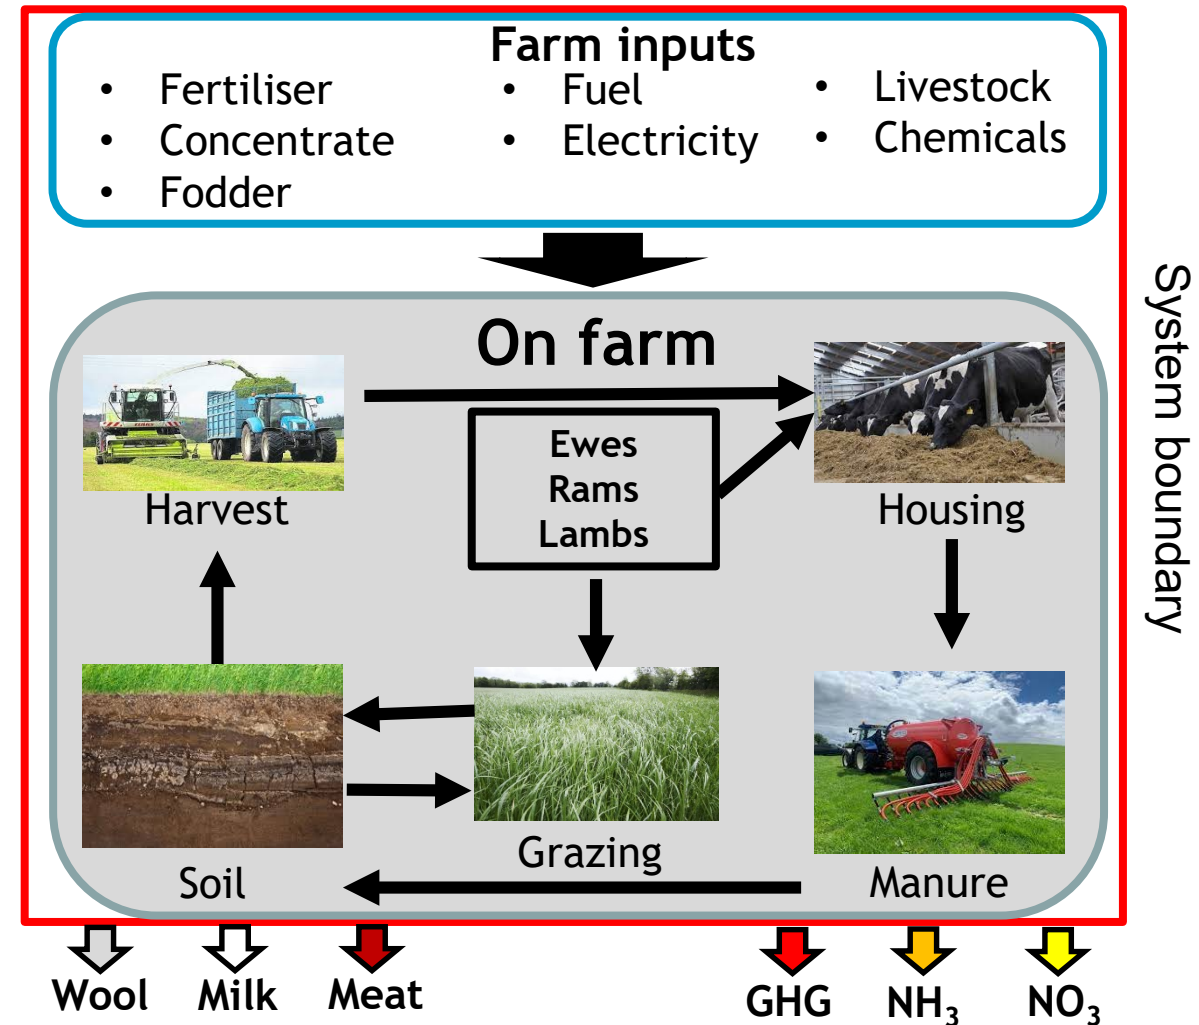 Farm inputs
• Fertiliser
• Concentrate
• Fodder
• Fuel
• Electricity
• Livestock
• Chemicals
System boundary
On farm
Harvest
Ewes
Rams
Lambs
Housing
Soil
Grazing
Manure
Wool
Milk
Meat
GHG
NH₃
NO₃